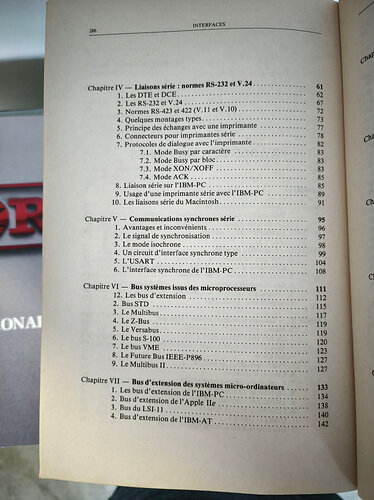 286
INTERFACES
Chapitre IV — Liaisons série : normes RS-232 et V.24 61
1. Les DTE et DCE 62
2. Les RS-232 et V.24 67
3. Normes RS-423 et 422 (V.11 et V.10) 72
4. Quelques montages types 73
5. Principe des échanges avec une imprimante 77
6. Connecteurs pour imprimantes série 78
7. Protocoles de dialogue avec l'imprimante 82
7.1. Mode Busy par caractère 83
7.2. Mode Busy par bloc 83
7.3. Mode XON/XOFF 83
7.4. Mode ACK 85
8. Liaison série sur l'IBM-PC 85
9. Usage d'une imprimante série avec l'IBM-PC 89
10. Les liaisons série du Macintosh 91
Chapitre V — Communications synchrones série 95
1. Avantages et inconvénients 96
2. Le signal de synchronisation 97
3. Le mode isochrone 98
4. Un circuit d'interface synchrone type 99
5. L'USART 104
6. L'interface synchrone de l'IBM-PC 108
Chapitre VI — Bus systèmes issus des microprocesseurs 111
12. Les bus d'extension 112
2. Bus STD 115
3. Le Multibus 117
4. Le Z-Bus 119
5. Le Versabus 119
6. Le bus S-100 123
7. Le bus VME 123
8. Le Future Bus IEEE-P896 127
9. Le Multibus II 127
Chapitre VII — Bus d'extension des systèmes micro-ordinateurs 133
1. Les bus d'extension de l'IBM-PC 134
2. Bus d'extension de l'Apple IIe 138
3. Bus du LSI-11 140
4. Bus d'extension de l'IBM-AT 142
OR
IONAL
Chapitre
Chap